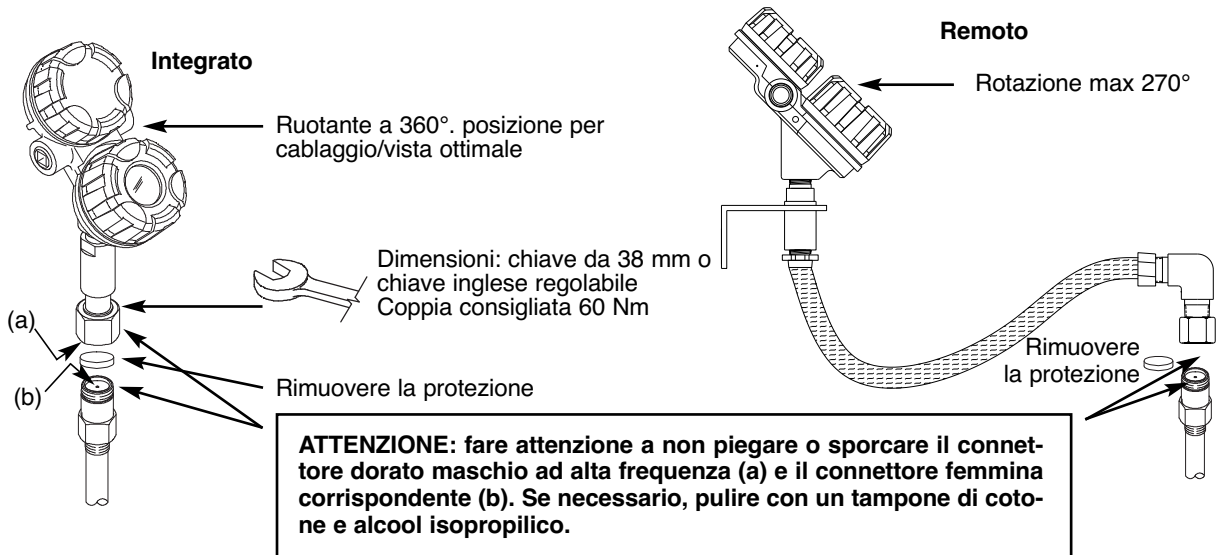 Integrato
Remoto
Rotazione max 270°
Ruotante a 360°. posizione per
cablaggio/vista ottimale
Dimensioni: chiave da 38 mm o
chiave inglese regolabile
Coppia consigliata 60 Nm
(a)
(b)
Rimuovere la protezione
Rimuovere
la protezione
ATTENZIONE: fare attenzione a non piegare o sporcare il connet-
tore dorato maschio ad alta frequenza (a) e il connettore femmina
corrispondente (b). Se necessario, pulire con un tampone di coto-
ne e alcool isopropilico.